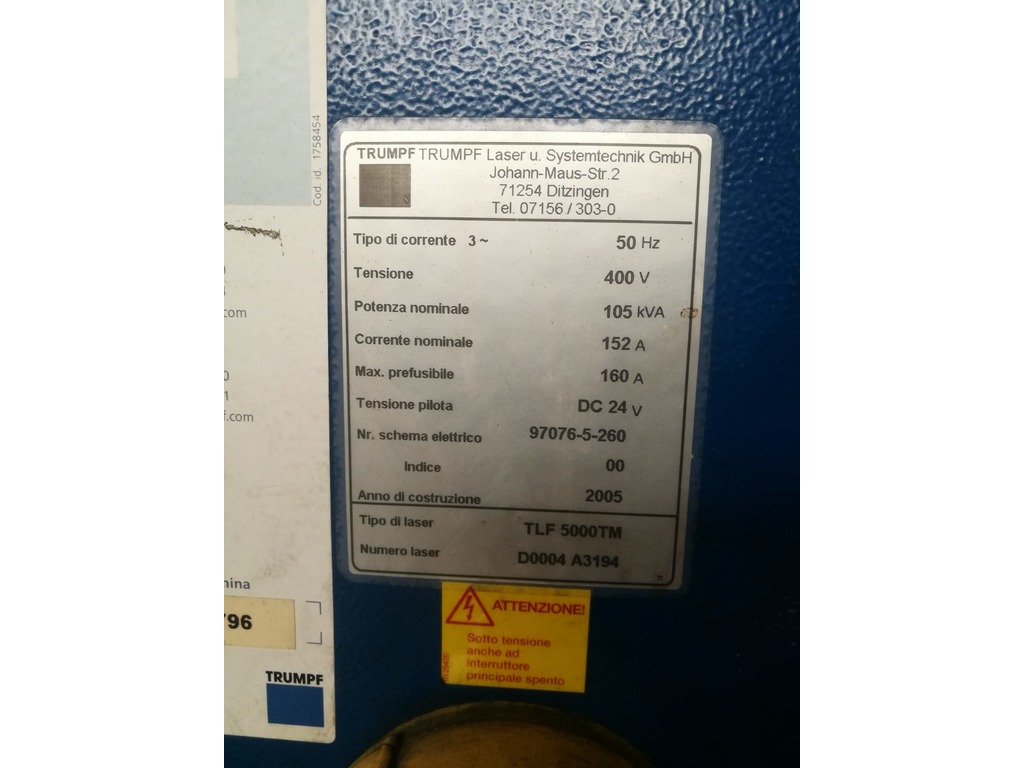 Cod. id. 1758454
com
0
1
f.com
hina
796
TRUMPF
TRUMPF TRUMPF Laser u. Systemtechnik GmbH
Johann-Maus-Str.2
71254 Ditzingen
Tel. 07156 / 303-0
Tipo di corrente 3 ~ 50 Hz
Tensione 400 V
Potenza nominale 105 kVA
Corrente nominale 152 A
Max. prefusibile 160 A
Tensione pilota DC 24 V
Nr. schema elettrico 97076-5-260
Indice 00
Anno di costruzione 2005
Tipo di laser TLF 5000TM
Numero laser D0004 A3194
ATTENZIONE!
Sotto tensione
anche ad
interruttore
principale spento